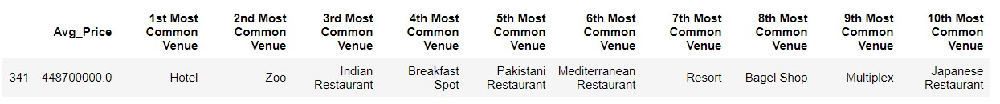 Avg_Price 1st Most Common Venue 2nd Most Common Venue 3rd Most Common Venue 4th Most Common Venue 5th Most Common Venue 6th Most Common Venue 7th Most Common Venue 8th Most Common Venue 9th Most Common Venue 10th Most Common Venue
341 448700000.0 Hotel Zoo Indian Restaurant Breakfast Spot Pakistani Restaurant Mediterranean Restaurant Resort Bagel Shop Multiplex Japanese Restaurant